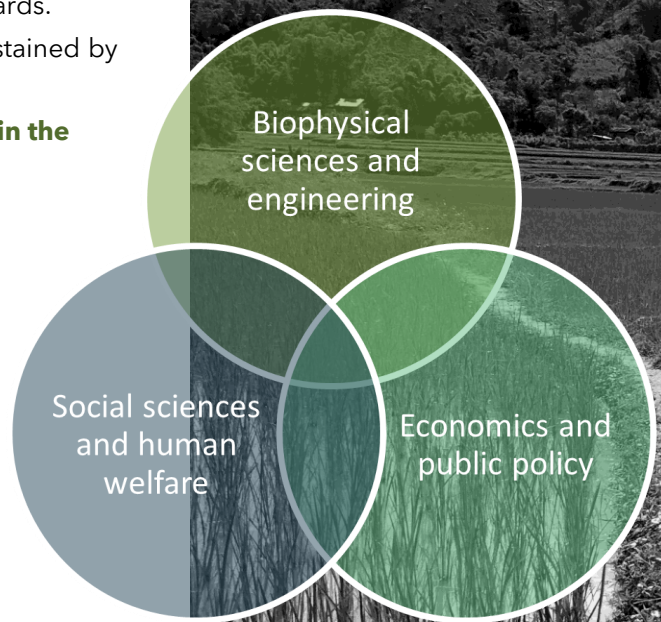 ards.
stained by
in the
Biophysical
sciences and
engineering
Social sciences
and human
welfare
Economics and
public policy